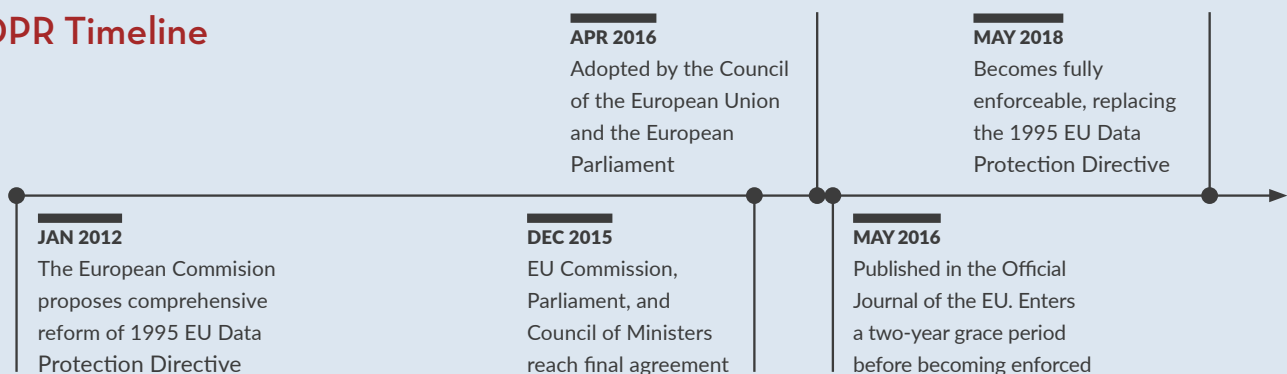 DPR Timeline
APR 2016
Adopted by the Council
of the European Union
and the European
Parliament
MAY 2018
Becomes fully
enforceable, replacing
the 1995 EU Data
Protection Directive
JAN 2012
The European Commision
proposes comprehensive
reform of 1995 EU Data
Protection Directive
DEC 2015
EU Commission,
Parliament, and
Council of Ministers
reach final agreement
MAY 2016
Published in the Official
Journal of the EU. Enters
a two-year grace period
before becoming enforced